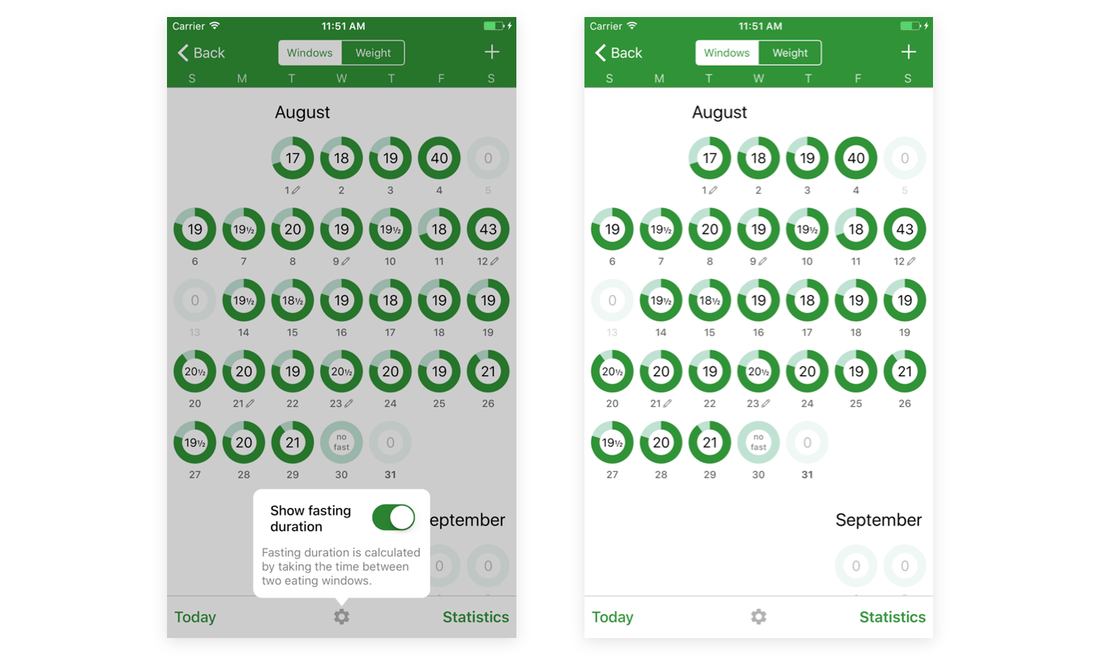 Carrier 11:51 AM
Back Windows Weight +
S M T W T F S
August
17 18 19 40 0
1 2 3 4 5
19 19½ 20 19 19½ 18 43
6 7 8 9 10 11 12
0 19½ 18½ 19 18 19 19
13 14 15 16 17 18 19
20½ 20 19 20½ 20 19 21
20 21 22 23 24 25 26
19½ 20 21 no fast 0
27 28 29 30 31
Show fasting
duration
eptember
Fasting duration is calculated
by taking the time between
two eating windows.
0 0
Today Statistics
Carrier 11:51 AM
Back Windows Weight +
S M T W T F S
August
17 18 19 40 0
1 2 3 4 5
19 19½ 20 19 19½ 18 43
6 7 8 9 10 11 12
0 19½ 18½ 19 18 19 19
13 14 15 16 17 18 19
20½ 20 19 20½ 20 19 21
20 21 22 23 24 25 26
19½ 20 21 no fast 0
27 28 29 30 31
September
0 0
Today Statistics